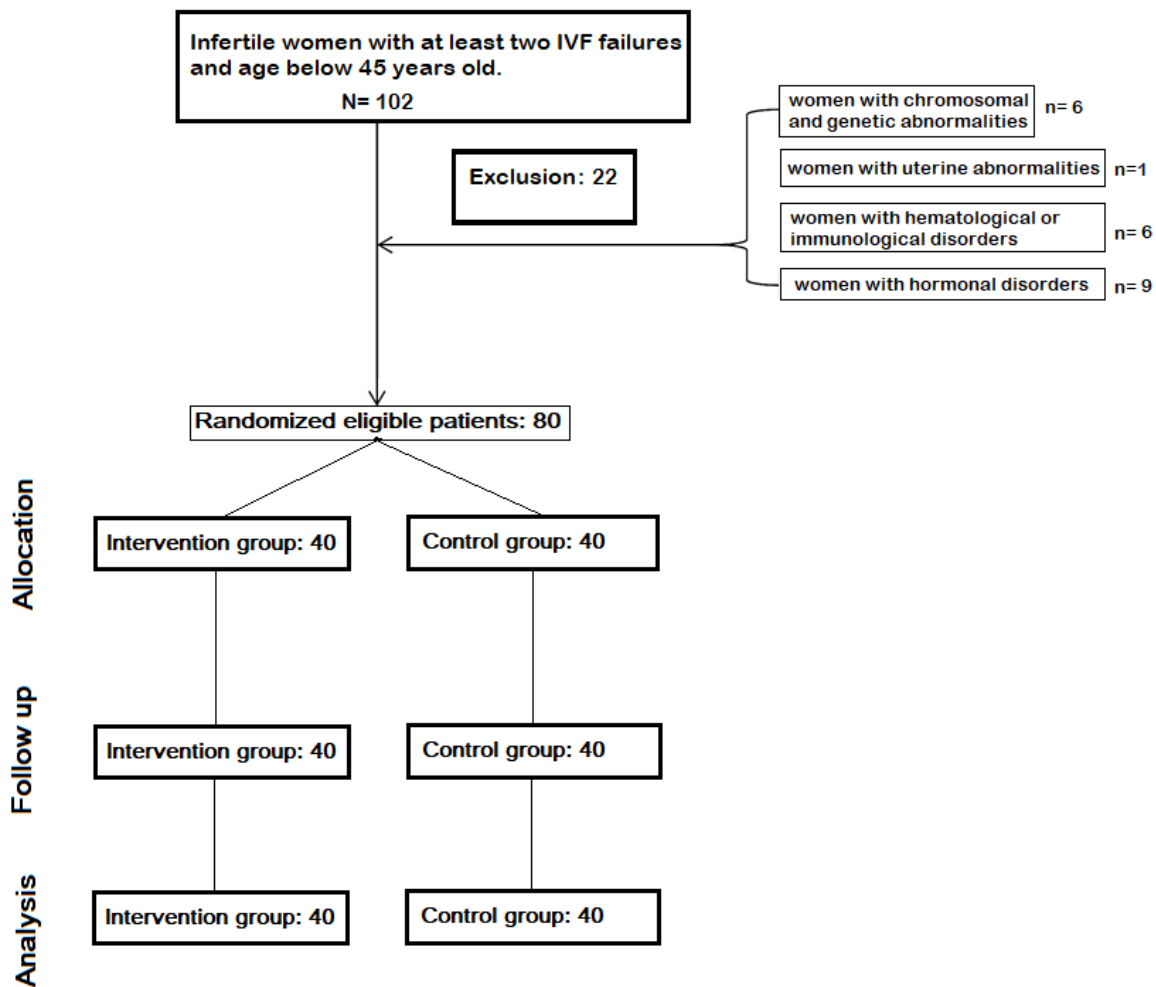 Infertile women with at least two IVF failures
and age below 45 years old.
N= 102
Exclusion: 22
women with chromosomal
and genetic abnormalities
n= 6
women with uterine abnormalities
n=1
women with hematological or
immunological disorders
n= 6
women with hormonal disorders
n= 9
Randomized eligible patients: 80
Allocation
Intervention group: 40
Control group: 40
Follow up
Intervention group: 40
Control group: 40
Analysis
Intervention group: 40
Control group: 40